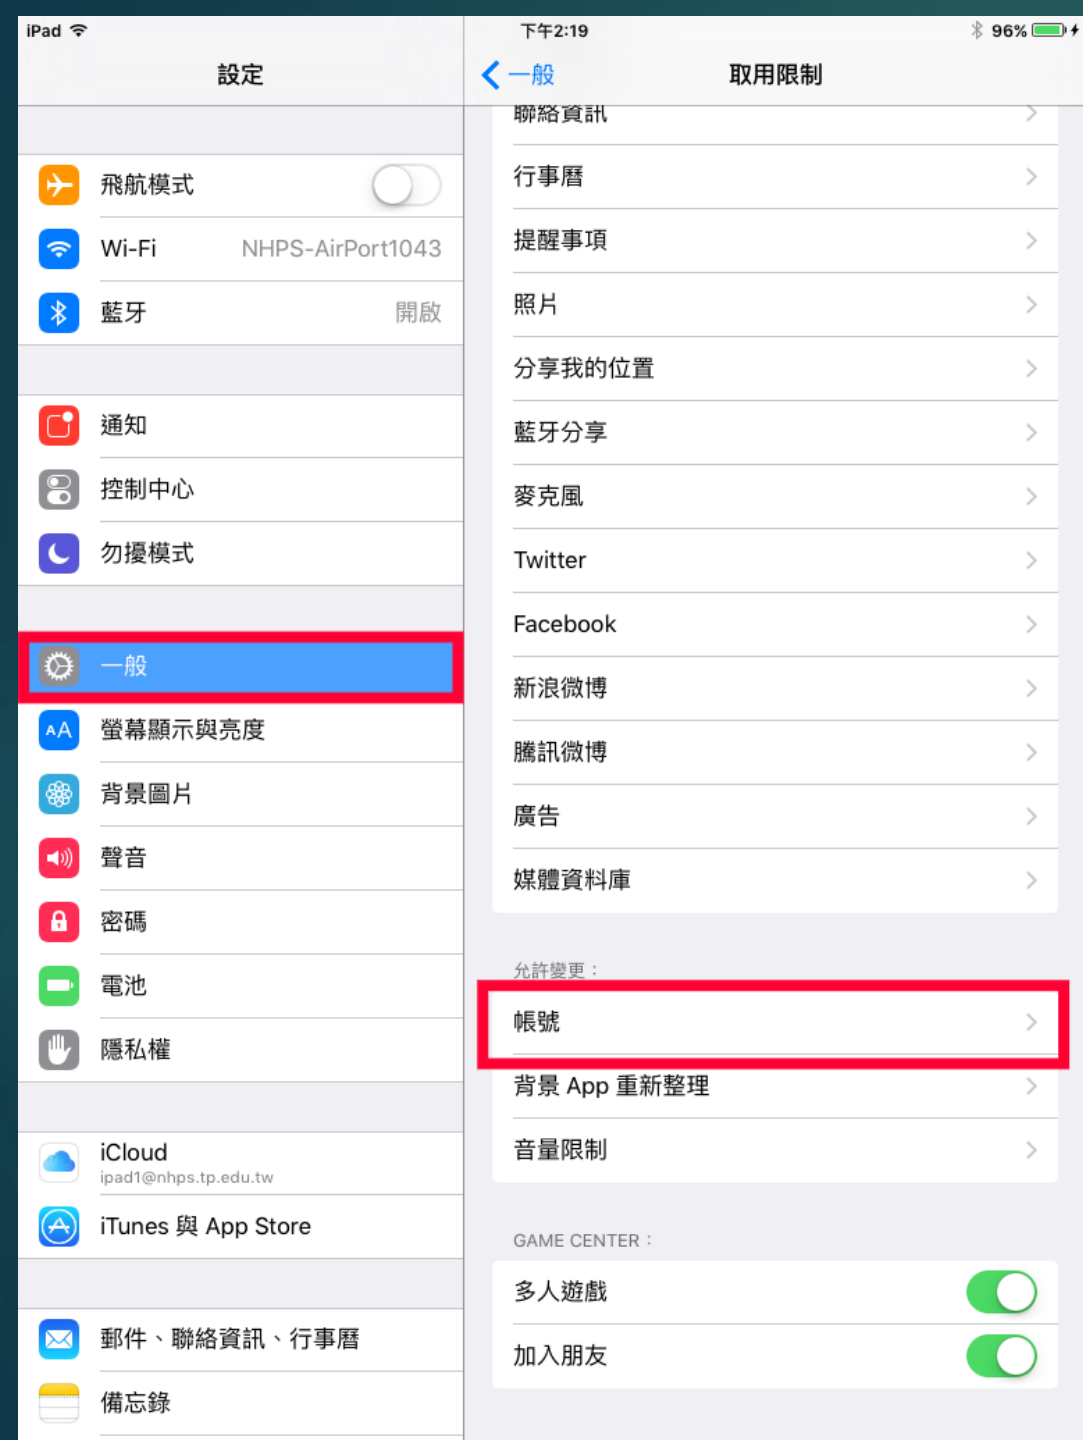 iPad
下午2:19
96%
設定
一般
取用限制
飛航模式
Wi-Fi
NHPS-AirPort1043
藍牙
開啟
通知
控制中心
勿擾模式
一般
AA
螢幕顯示與亮度
背景圖片
聲音
密碼
電池
隱私權
iCloud
ipad1@nhps.tp.edu.tw
iTunes 與 App Store
郵件、聯絡資訊、行事曆
備忘錄
聯絡資訊
行事曆
提醒事項
照片
分享我的位置
藍牙分享
麥克風
Twitter
Facebook
新浪微博
騰訊微博
廣告
媒體資料庫
允許變更：
帳號
背景 App 重新整理
音量限制
GAME CENTER：
多人遊戲
加入朋友